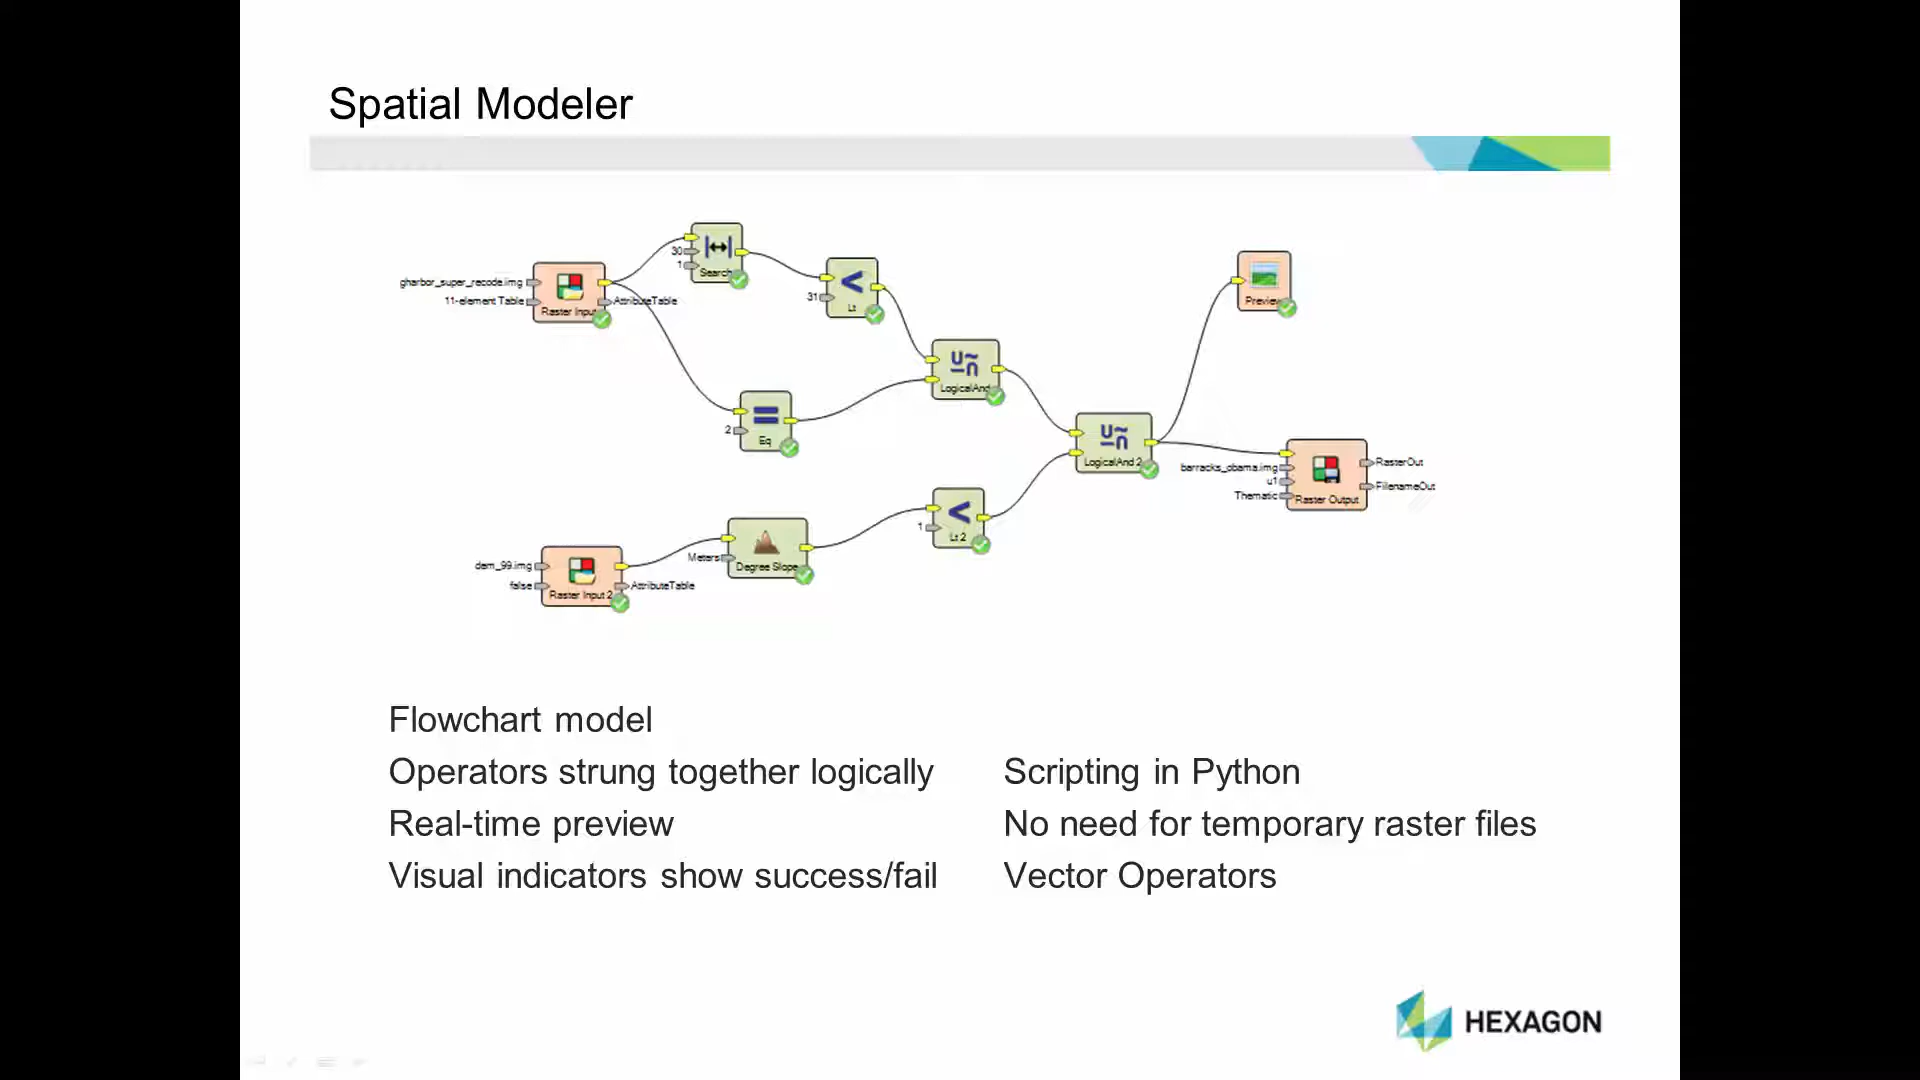 Spatial Modeler
gharbor_super_recode.img
11-element Table
Raster Input
AttributeTable
30
1
Search
31
Lt
2
Eq
LogicalAnd
dem_99.img
false
Raster Input 2
AttributeTable
Meters
Degree Slope
1
Lt 2
LogicalAnd 2
Preview
barracks_obama.img
u1
Thematic
Raster Output
RasterOut
FilenameOut
Flowchart model
Operators strung together logically
Real-time preview
Visual indicators show success/fail
Scripting in Python
No need for temporary raster files
Vector Operators
HEXAGON